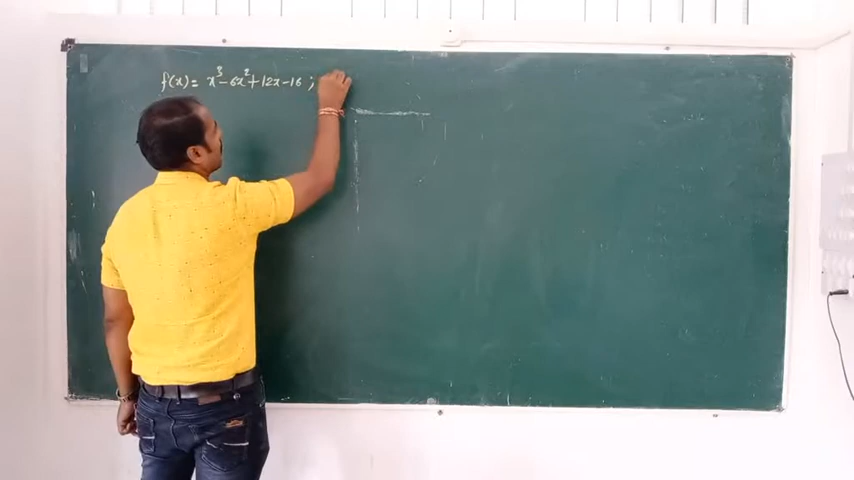 f(x) = x³ - 6x² + 12x - 16 ;